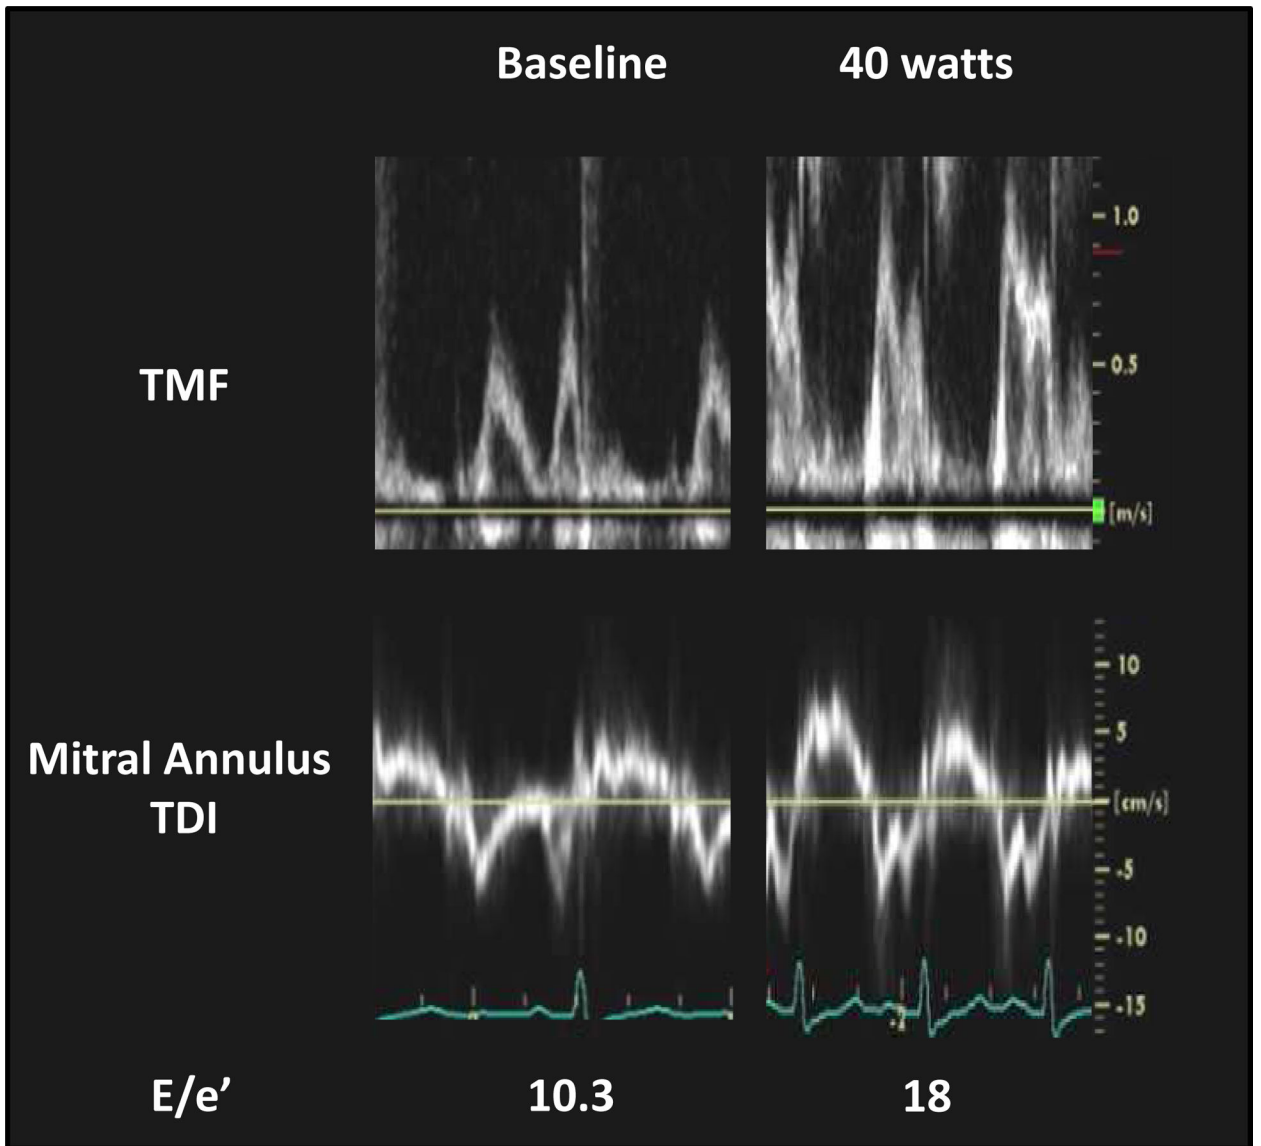 Baseline 40 watts
TMF
1.0
0.5
[m/s]
Mitral Annulus
TDI
10
5
[cm/s]
-5
-10
-15
-2
E/e’ 10.3 18